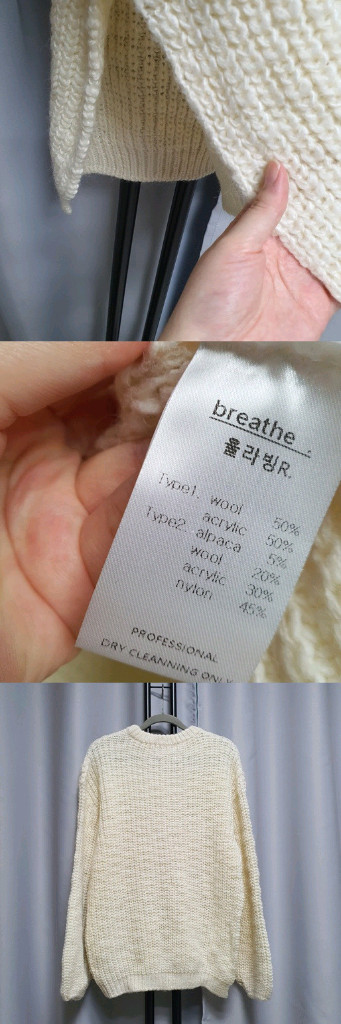 breathe .
율라빙R.
Type1. wool 50%
acrylic 50%
Type2. alpaca 5%
wool 20%
acrylic 30%
nylon 45%
PROFESSIONAL
DRY CLEANNING ONLY